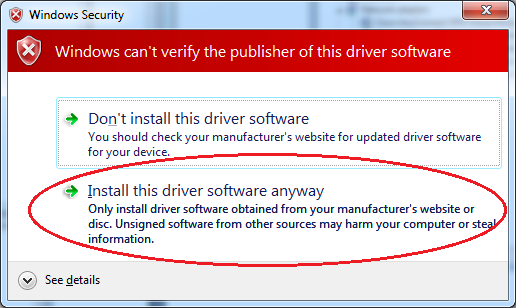 Windows Security
Windows can't verify the publisher of this driver software
Don't install this driver software
You should check your manufacturer's website for updated driver software
for your device.
Install this driver software anyway
Only install driver software obtained from your manufacturer's website or
disc. Unsigned software from other sources may harm your computer or steal
information.
See details